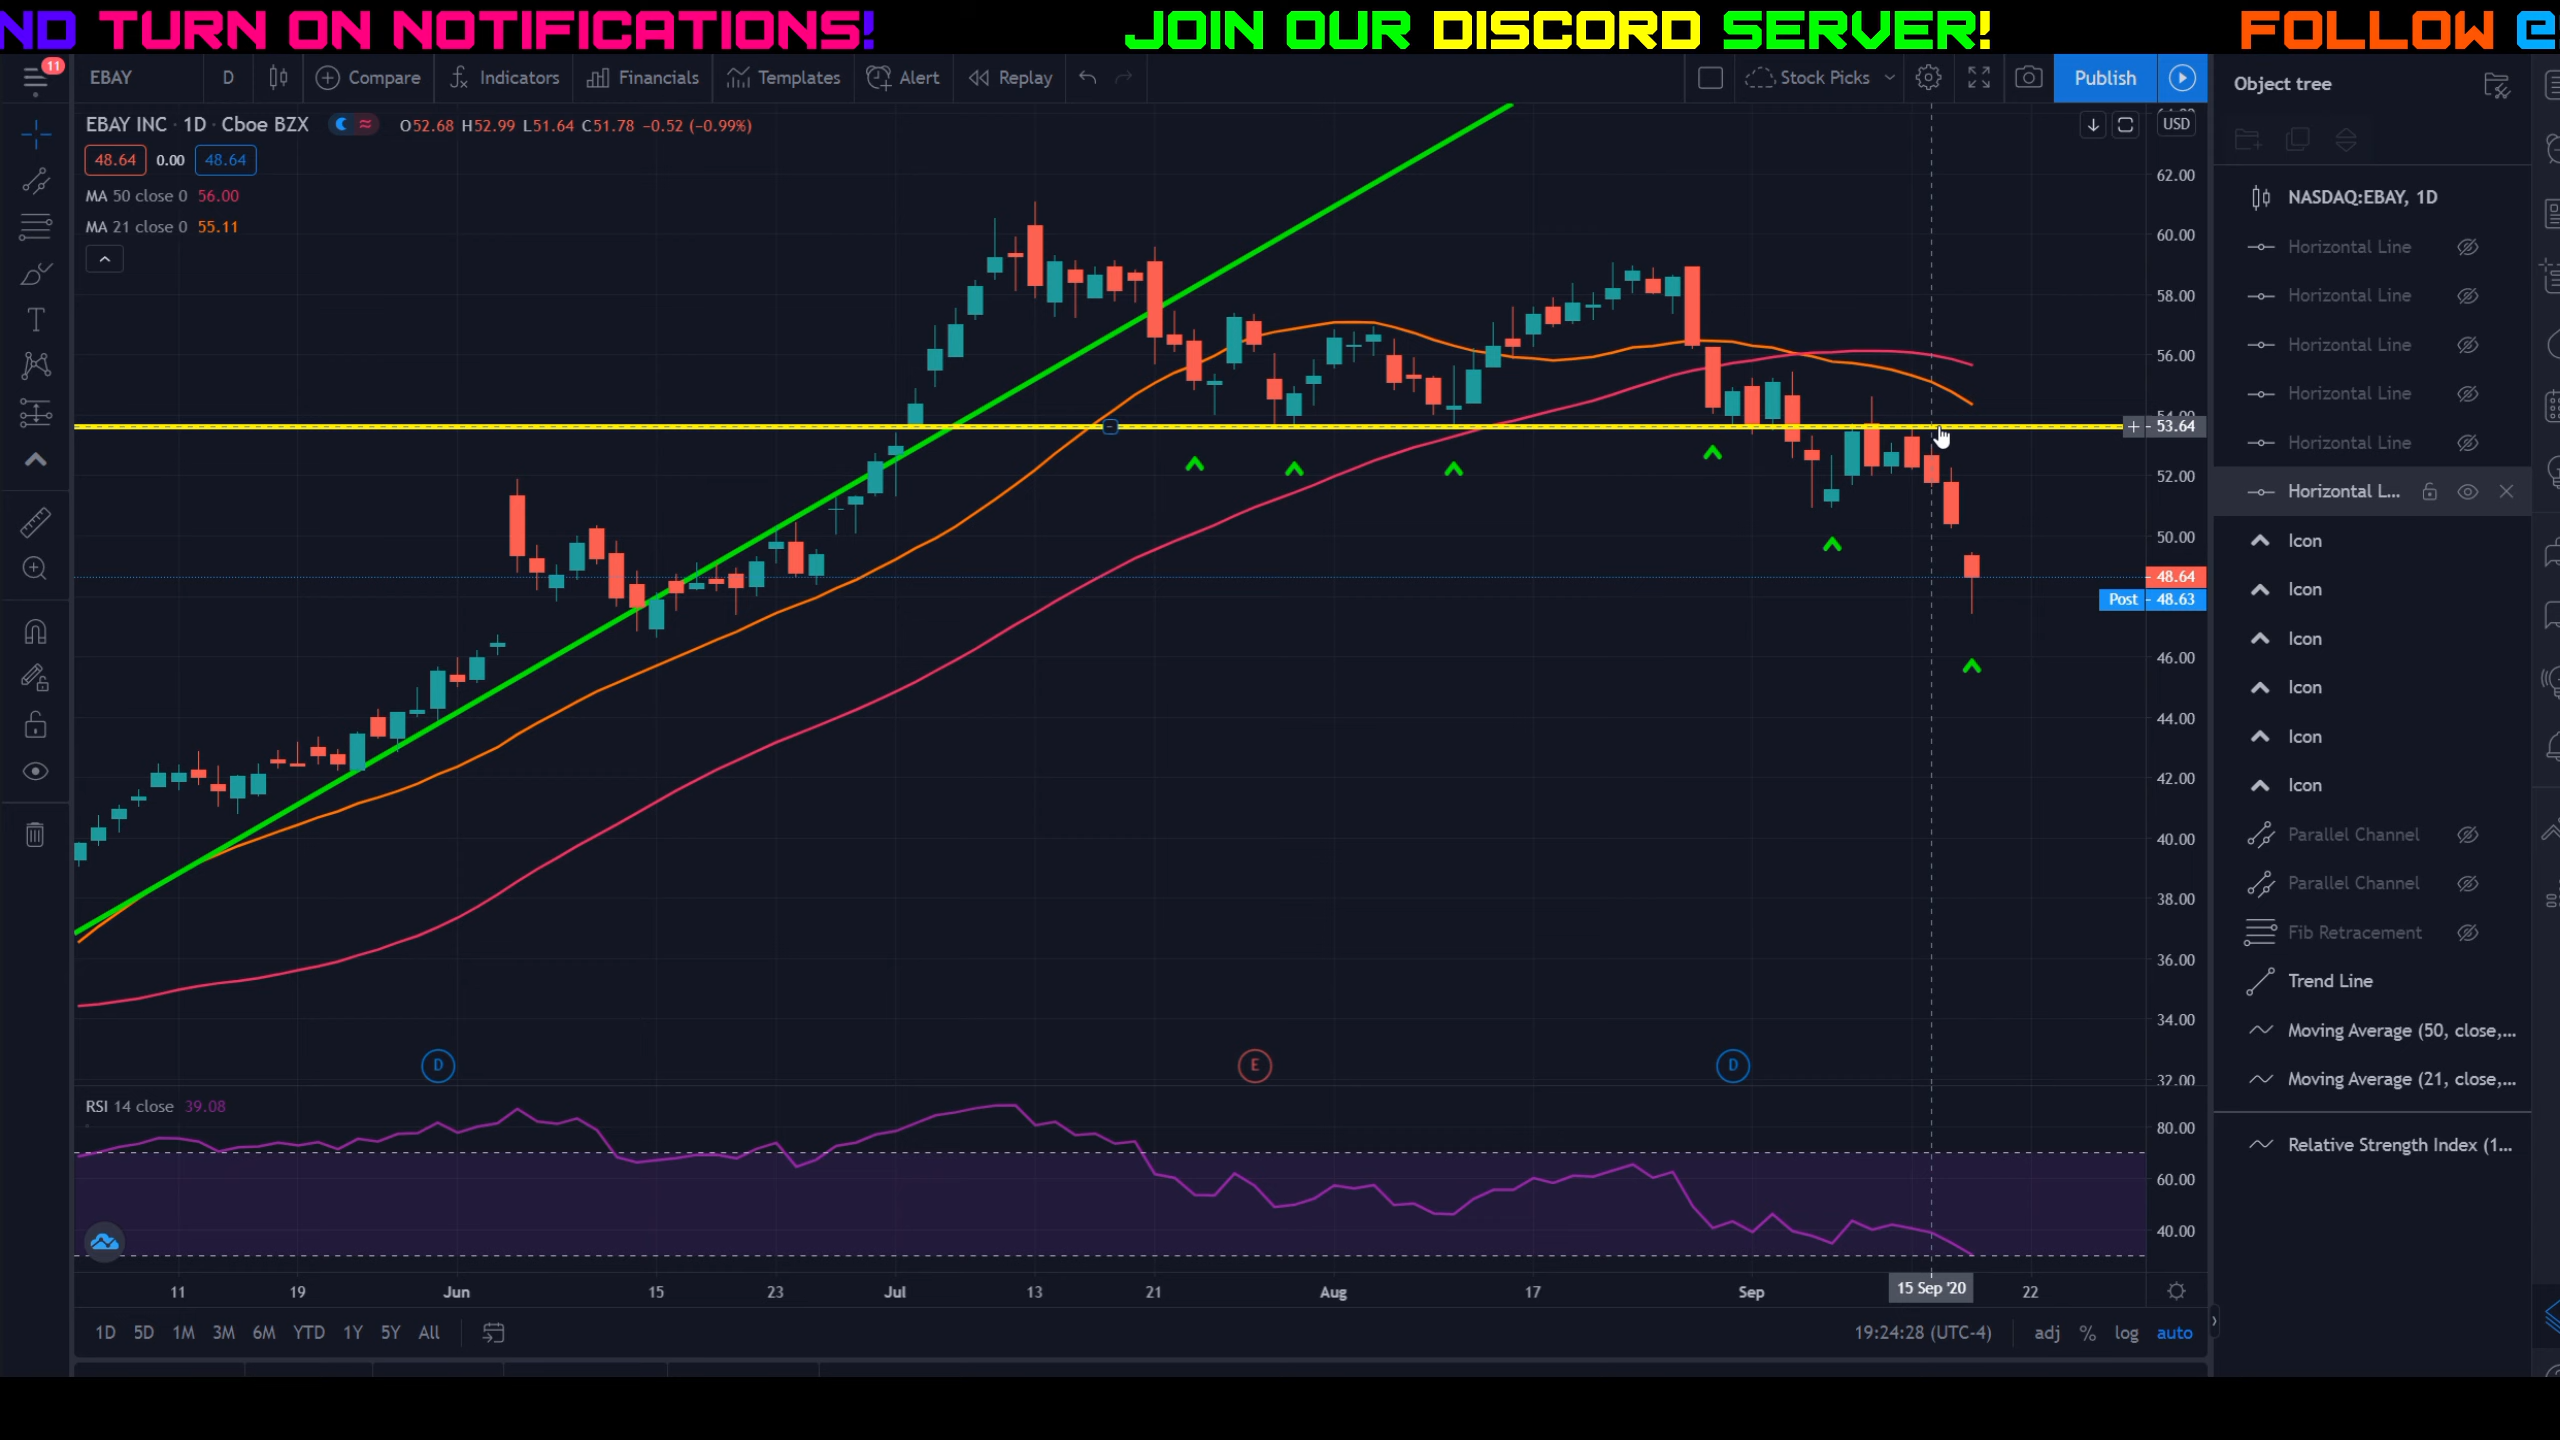 ND TURN ON NOTIFICATIONS! JOIN OUR DISCORD SERVER! FOLLOW
11
EBAY D Compare Indicators Financials Templates Alert Replay Stock Picks Publish
Object tree
EBAY INC · 1D · Cboe BZX O52.68 H52.99 L51.64 C51.78 −0.52 (−0.99%)
USD
48.64 0.00 48.64
MA 50 close 0 56.00
MA 21 close 0 55.11
62.00
60.00
58.00
56.00
54.00
53.64
52.00
50.00
48.64
Post 48.63
46.00
44.00
42.00
40.00
38.00
36.00
34.00
32.00
NASDAQ:EBAY, 1D
Horizontal Line
Horizontal Line
Horizontal Line
Horizontal Line
Horizontal Line
Horizontal L...
Icon
Icon
Icon
Icon
Icon
Icon
Parallel Channel
Parallel Channel
Fib Retracement
Trend Line
Moving Average (50, close,...
Moving Average (21, close,...
Relative Strength Index (1...
D E D
RSI 14 close 39.08
80.00
60.00
40.00
11 19 Jun 15 23 Jul 13 21 Aug 17 Sep 15 Sep '20 22
1D 5D 1M 3M 6M YTD 1Y 5Y All 19:24:28 (UTC-4) adj % log auto